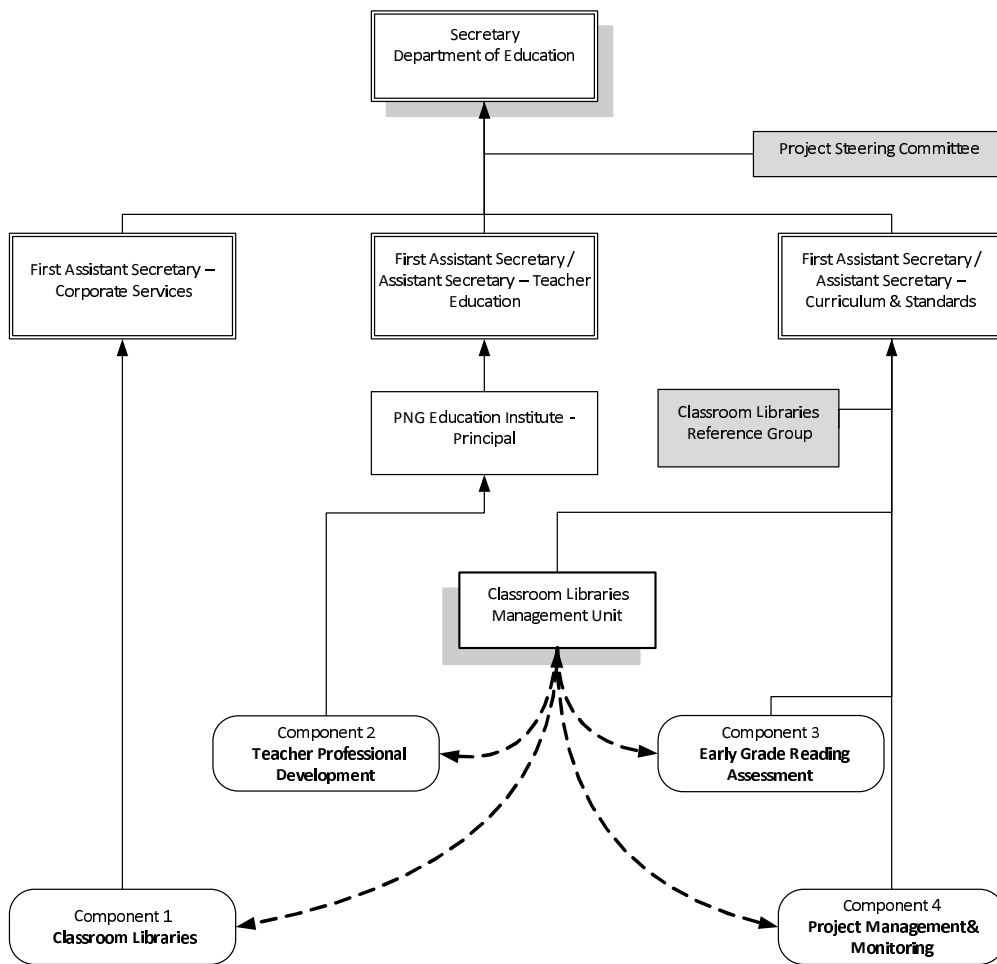 Secretary
Department of Education
Project Steering Committee
First Assistant Secretary –
Corporate Services
First Assistant Secretary /
Assistant Secretary – Teacher
Education
First Assistant Secretary /
Assistant Secretary –
Curriculum & Standards
PNG Education Institute -
Principal
Classroom Libraries
Reference Group
Classroom Libraries
Management Unit
Component 2
Teacher Professional
Development
Component 3
Early Grade Reading
Assessment
Component 1
Classroom Libraries
Component 4
Project Management&
Monitoring